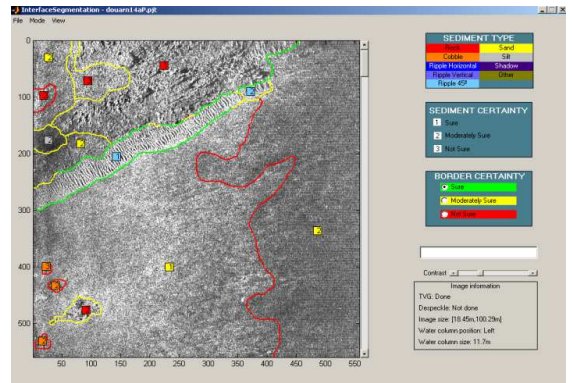 InterfaceSegmentation - douarn14aP.pjt
File Mode View
0
100
200
300
400
500
50 100 150 200 250 300 350 400 450 500 550
SEDIMENT TYPE
Rock Sand
Cobble Silt
Ripple Horizontal Shadow
Ripple Vertical Other
Ripple 45º
SEDIMENT CERTAINTY
1 Sure
2 Moderately Sure
3 Not Sure
BORDER CERTAINTY
Sure
Moderately Sure
Not Sure
Contrast
Image information
TVG: Done
Despeckle: Not done
Image size: [18.45m,100.29m]
Water column position: Left
Water column size: 11.7m